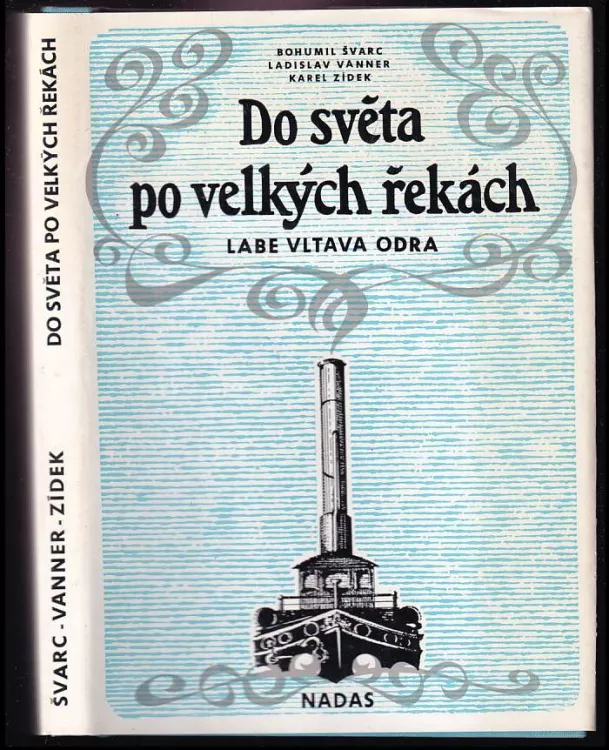 DO SVĚTA PO VELKÝCH ŘEKÁCH
ŠVARC - VANNER - ZÍDEK
BOHUMIL ŠVARC
LADISLAV VANNER
KAREL ZÍDEK
Do světa
po velkých řekách
LABE VLTAVA ODRA
NADAS